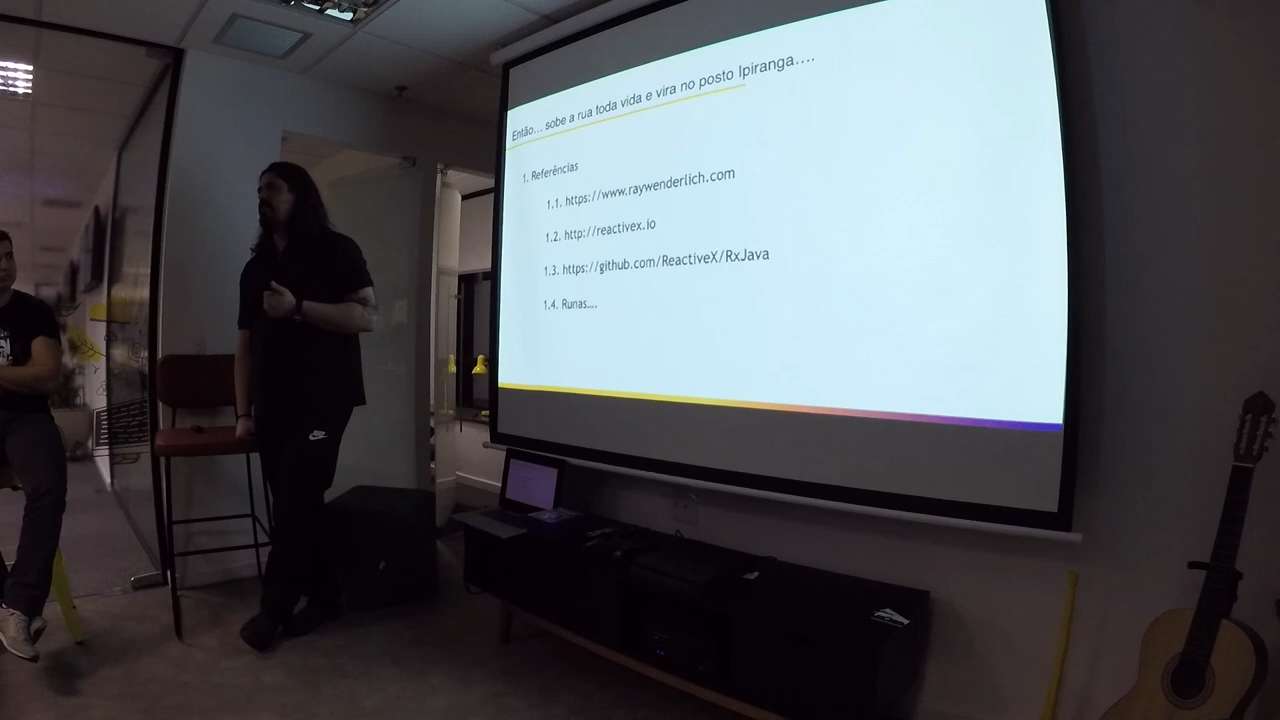 Então... sobe a rua toda vida e vira no posto Ipiranga....
1. Referências
1.1. https://www.raywenderlich.com
1.2. http://reactivex.io
1.3. https://github.com/ReactiveX/RxJava
1.4. Runas....